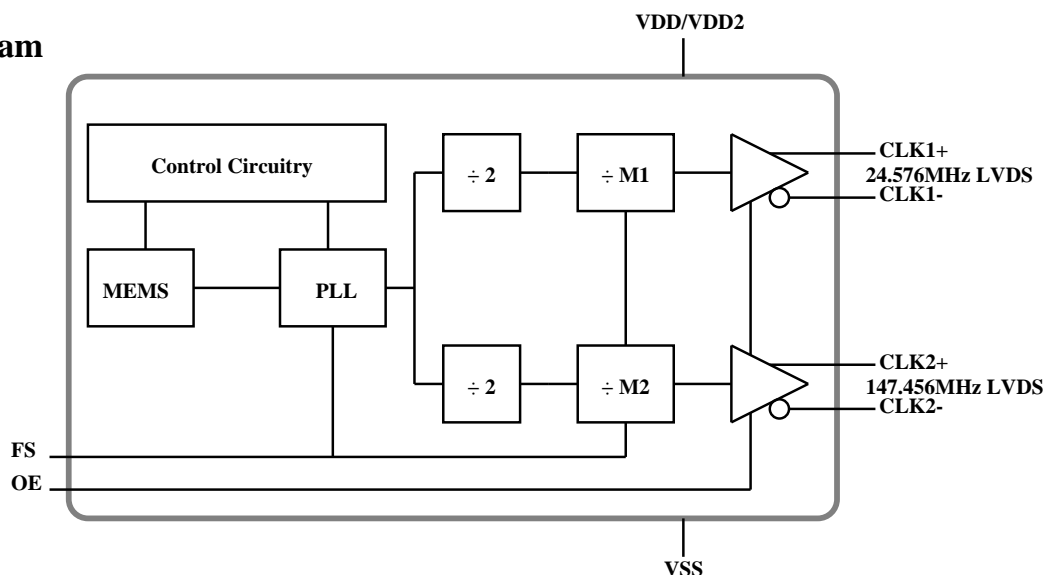 VDD/VDD2
am
Control Circuitry
÷ 2
÷ M1
CLK1+
24.576MHz LVDS
CLK1-
MEMS
PLL
÷ 2
÷ M2
CLK2+
147.456MHz LVDS
CLK2-
FS
OE
VSS